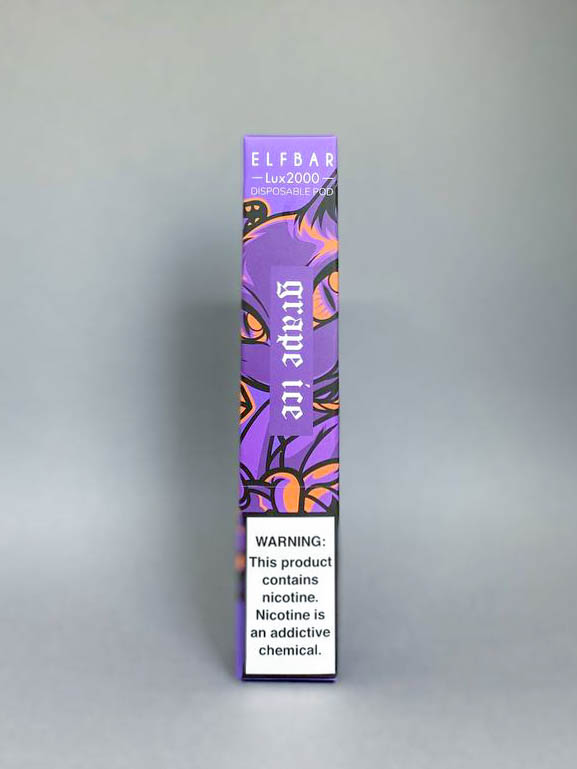 ELFBAR
— Lux2000 —
DISPOSABLE POD
grape ice
WARNING:
This product
contains
nicotine.
Nicotine is
an addictive
chemical.